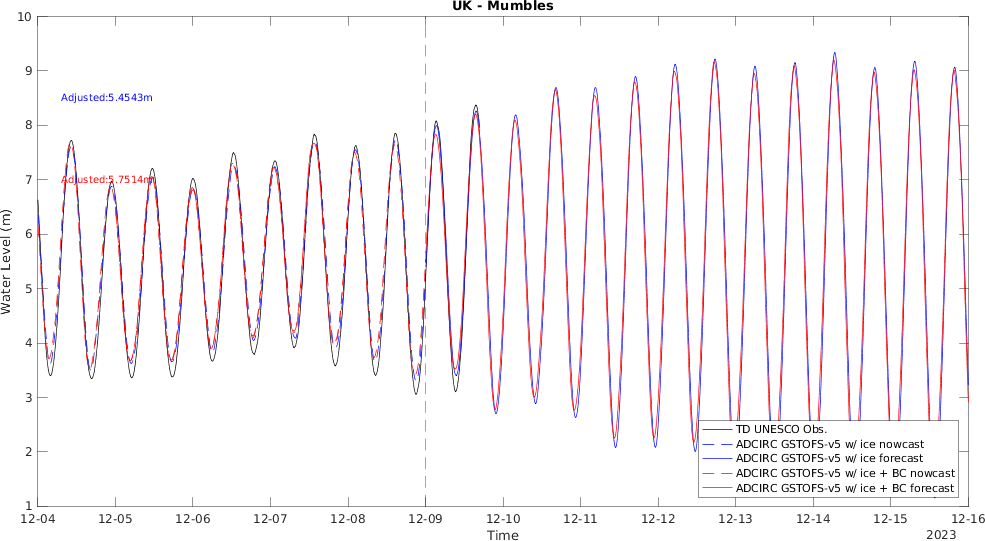 UK - Mumbles
10
9
8
7
6
5
4
3
2
1
Water Level (m)
Adjusted:5.4543m
Adjusted:5.7514m
TD UNESCO Obs.
ADCIRC GSTOFS-v5 w/ ice nowcast
ADCIRC GSTOFS-v5 w/ ice forecast
ADCIRC GSTOFS-v5 w/ ice + BC nowcast
ADCIRC GSTOFS-v5 w/ ice + BC forecast
12-04 12-05 12-06 12-07 12-08 12-09 12-10 12-11 12-12 12-13 12-14 12-15 12-16
Time
2023